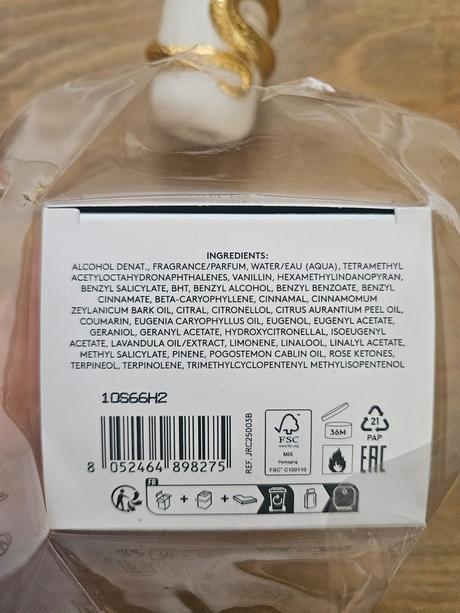 INGREDIENTS:
ALCOHOL DENAT., FRAGRANCE/PARFUM, WATER/EAU (AQUA), TETRAMETHYL
ACETYLOCTAHYDRONAPHTHALENES, VANILLIN, HEXAMETHYLINDANOPYRAN,
BENZYL SALICYLATE, BHT, BENZYL ALCOHOL, BENZYL BENZOATE, BENZYL
CINNAMATE, BETA-CARYOPHYLLENE, CINNAMAL, CINNAMOMUM
ZEYLANICUM BARK OIL, CITRAL, CITRONELLOL, CITRUS AURANTIUM PEEL OIL,
COUMARIN, EUGENIA CARYOPHYLLUS OIL, EUGENOL, EUGENYL ACETATE,
GERANIOL, GERANYL ACETATE, HYDROXYCITRONELLAL, ISOEUGENYL
ACETATE, LAVANDULA OIL/EXTRACT, LIMONENE, LINALOOL, LINALYL ACETATE,
METHYL SALICYLATE, PINENE, POGOSTEMON CABLIN OIL, ROSE KETONES,
TERPINEOL, TERPINOLENE, TRIMETHYLCYCLOPENTENYL METHYLISOPENTENOL
10S66H2
8 052464 898275
REF. JRC25003B
FSC
www.fsc.org
MIX
Packaging
FSC® C100110
36M
21
PAP
EAC
FR
+ + +